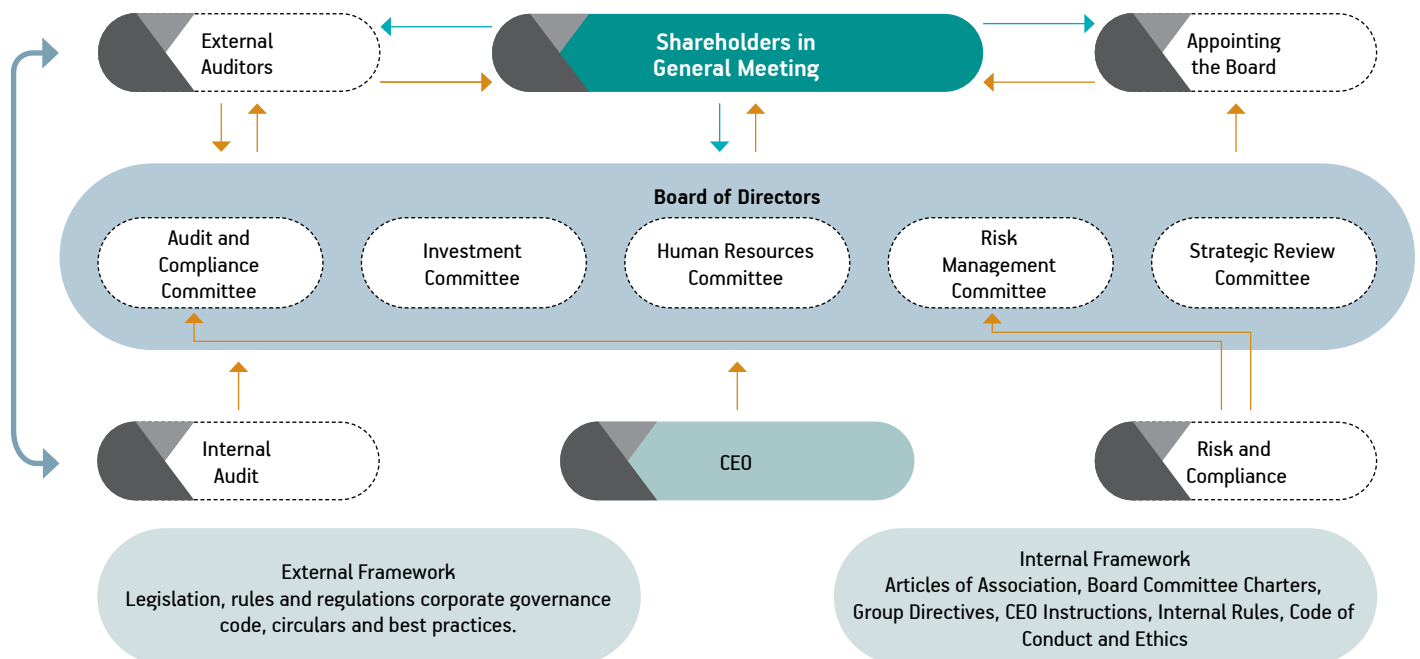 External
Auditors
Shareholders in
General Meeting
Appointing
the Board
Board of Directors
Audit and
Compliance
Committee
Investment
Committee
Human Resources
Committee
Risk
Management
Committee
Strategic Review
Committee
Internal
Audit
CEO
Risk and
Compliance
External Framework
Legislation, rules and regulations corporate governance
code, circulars and best practices.
Internal Framework
Articles of Association, Board Committee Charters,
Group Directives, CEO Instructions, Internal Rules, Code of
Conduct and Ethics